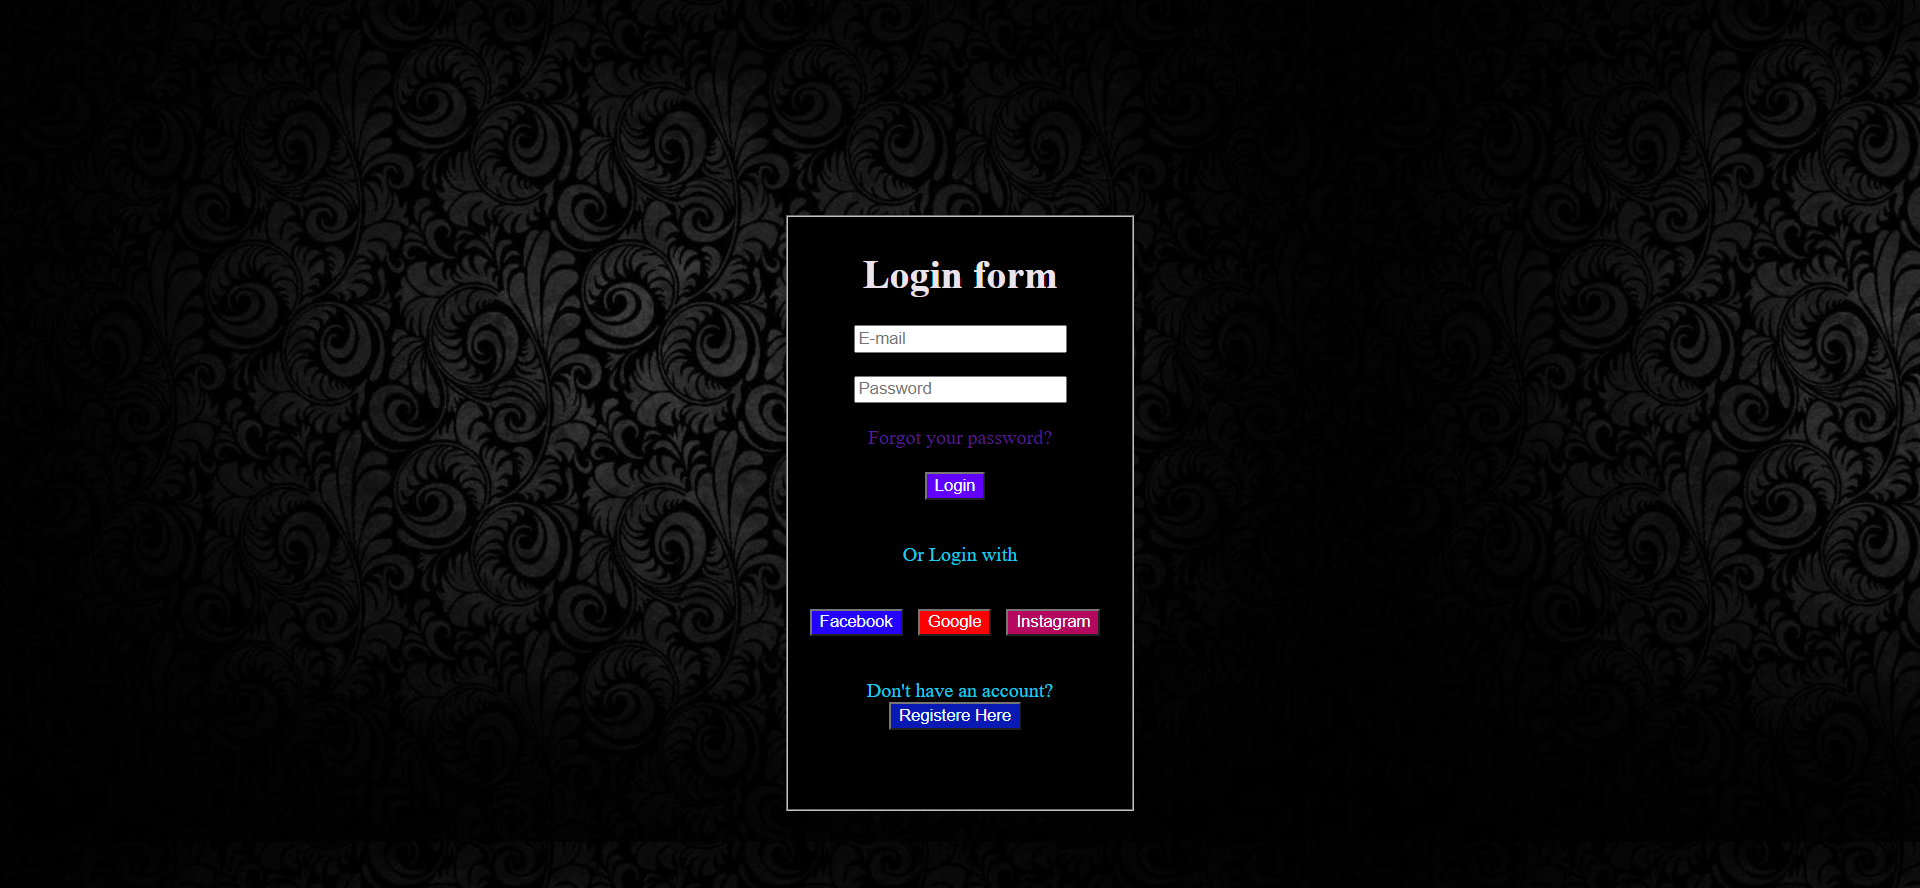 Login form
E-mail
Password
Forgot your password?
Login
Or Login with
Facebook Google Instagram
Don't have an account?
Registere Here